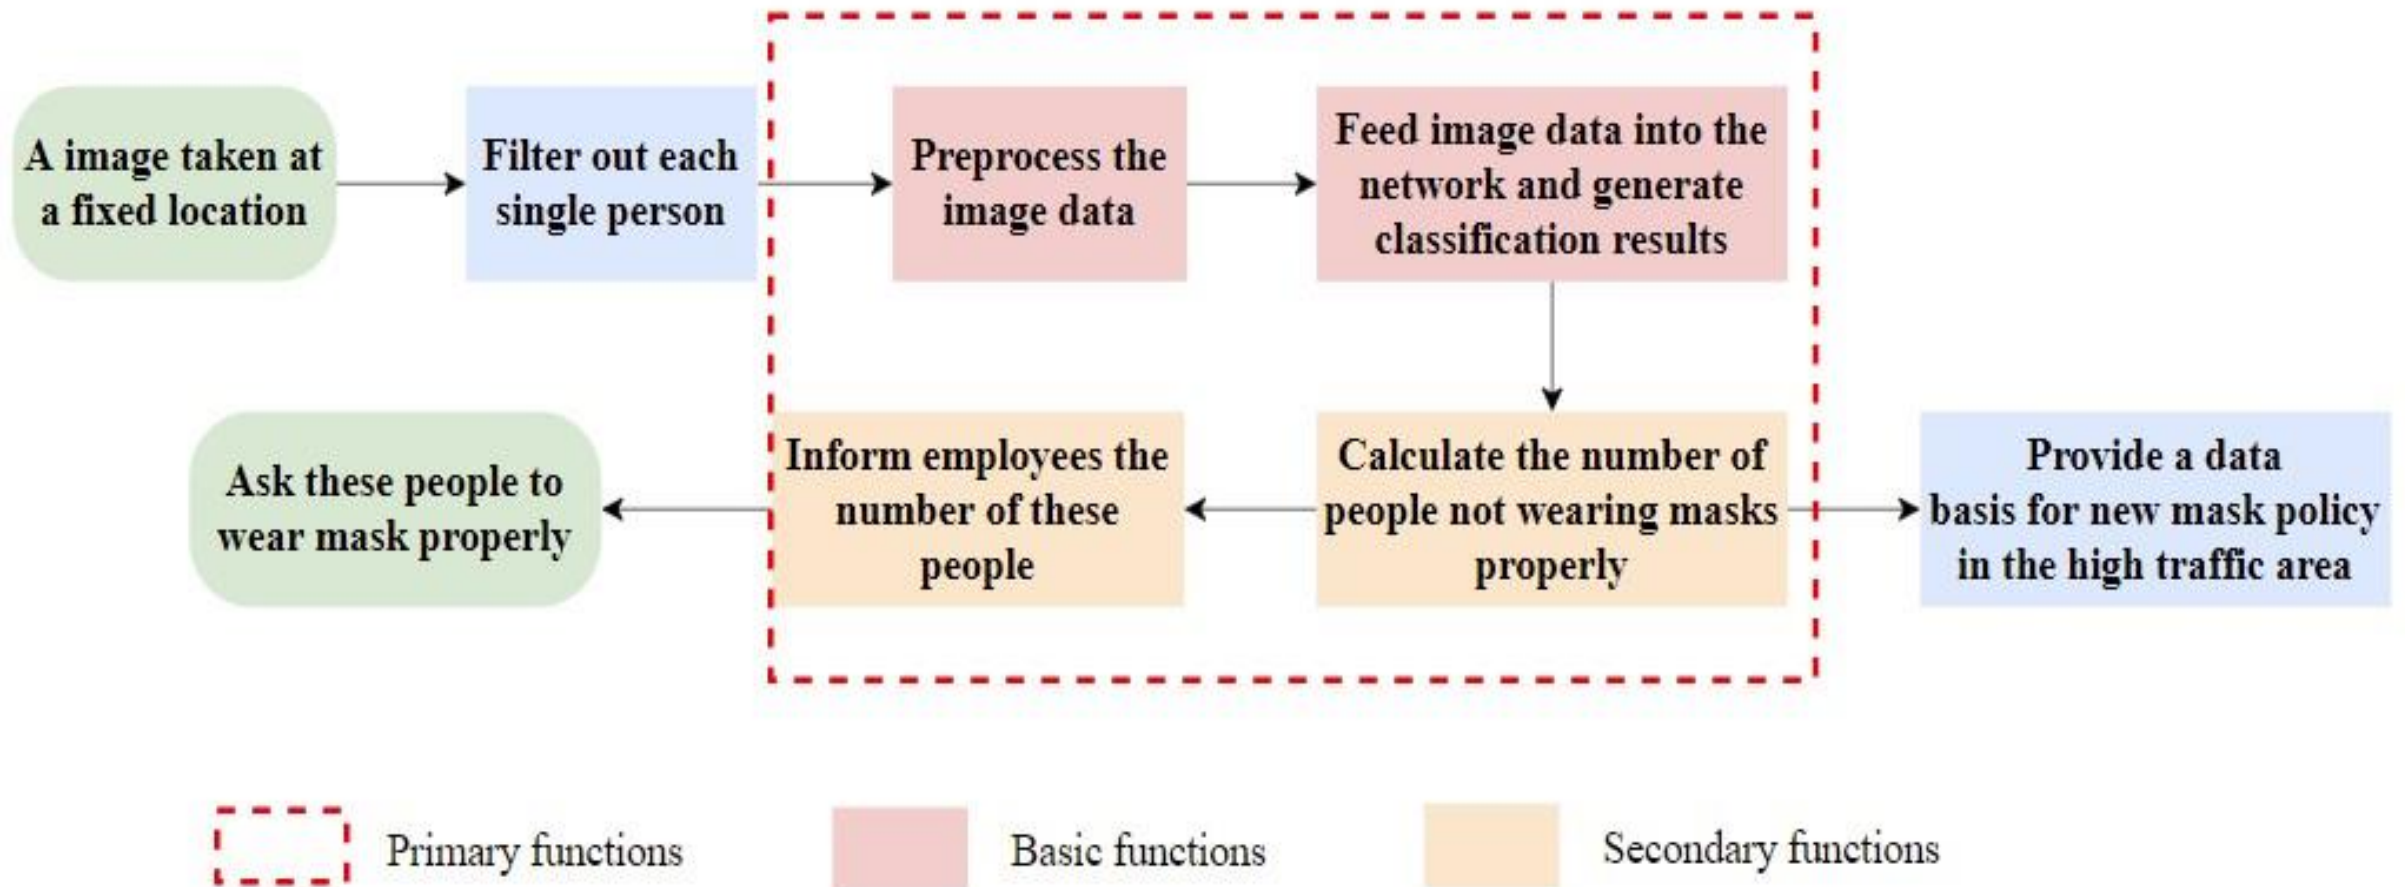 A image taken at
a fixed location
Filter out each
single person
Preprocess the
image data
Feed image data into the
network and generate
classification results
Ask these people to
wear mask properly
Inform employees the
number of these
people
Calculate the number of
people not wearing masks
properly
Provide a data
basis for new mask policy
in the high traffic area
Primary functions
Basic functions
Secondary functions